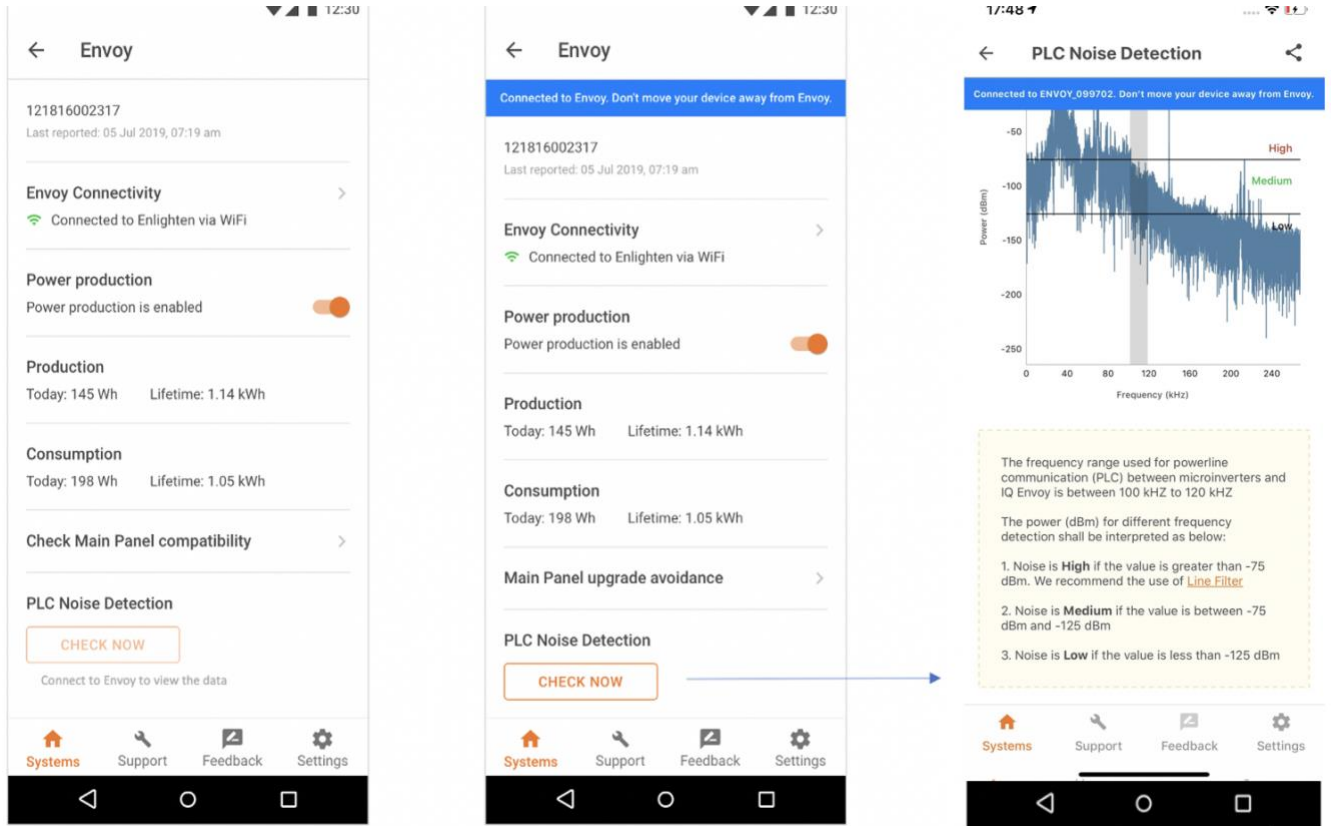 12:30
Envoy
121816002317
Last reported: 05 Jul 2019, 07:19 am
Envoy Connectivity
Connected to Enlighten via WiFi
Power production
Power production is enabled
Production
Today: 145 Wh Lifetime: 1.14 kWh
Consumption
Today: 198 Wh Lifetime: 1.05 kWh
Check Main Panel compatibility
PLC Noise Detection
CHECK NOW
Connect to Envoy to view the data
Systems Support Feedback Settings
12:30
Envoy
Connected to Envoy. Don't move your device away from Envoy.
121816002317
Last reported: 05 Jul 2019, 07:19 am
Envoy Connectivity
Connected to Enlighten via WiFi
Power production
Power production is enabled
Production
Today: 145 Wh Lifetime: 1.14 kWh
Consumption
Today: 198 Wh Lifetime: 1.05 kWh
Main Panel upgrade avoidance
PLC Noise Detection
CHECK NOW
Systems Support Feedback Settings
17:48
PLC Noise Detection
Connected to ENVOY_099702. Don't move your device away from Envoy.
-50
High
-100
Medium
Power (dBm)
Low
-150
-200
-250
0 40 80 120 160 200 240
Frequency (kHz)
The frequency range used for powerline
communication (PLC) between microinverters and
IQ Envoy is between 100 kHZ to 120 kHZ
The power (dBm) for different frequency
detection shall be interpreted as below:
1. Noise is High if the value is greater than -75
dBm. We recommend the use of Line Filter
2. Noise is Medium if the value is between -75
dBm and -125 dBm
3. Noise is Low if the value is less than -125 dBm
Systems Support Feedback Settings